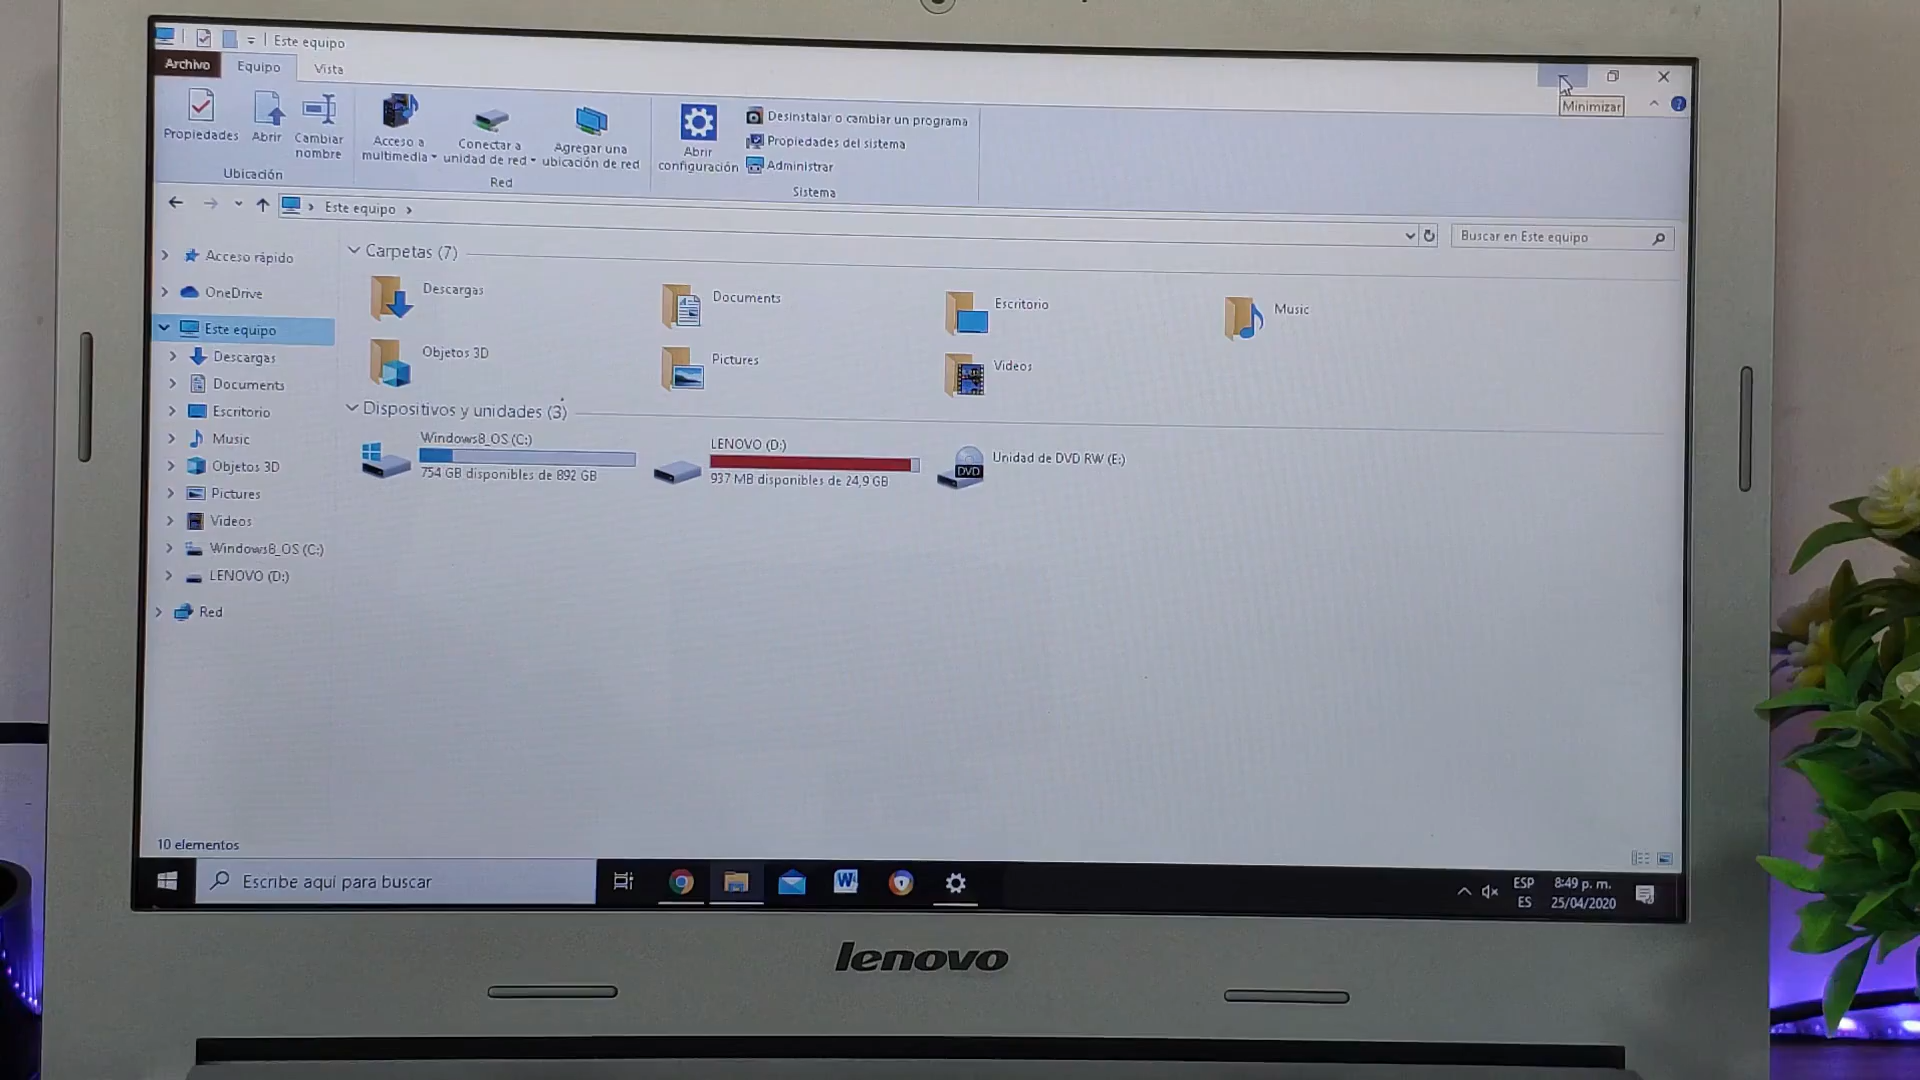 Este equipo
Archivo Equipo Vista
Minimizar
Propiedades
Abrir
Cambiar
nombre
Ubicación
Acceso a
multimedia
Conectar a
unidad de red
Agregar una
ubicación de red
Red
Abrir
configuración
Desinstalar o cambiar un programa
Propiedades del sistema
Administrar
Sistema
Este equipo
Buscar en Este equipo
Acceso rápido
OneDrive
Este equipo
Descargas
Documents
Escritorio
Music
Objetos 3D
Pictures
Videos
Windows8_OS (C:)
LENOVO (D:)
Red
Carpetas (7)
Descargas
Documents
Escritorio
Music
Objetos 3D
Pictures
Videos
Dispositivos y unidades (3)
Windows8_OS (C:)
754 GB disponibles de 892 GB
LENOVO (D:)
937 MB disponibles de 24,9 GB
DVD
Unidad de DVD RW (E:)
10 elementos
Escribe aquí para buscar
W
ESP
ES
8:49 p. m.
25/04/2020
lenovo